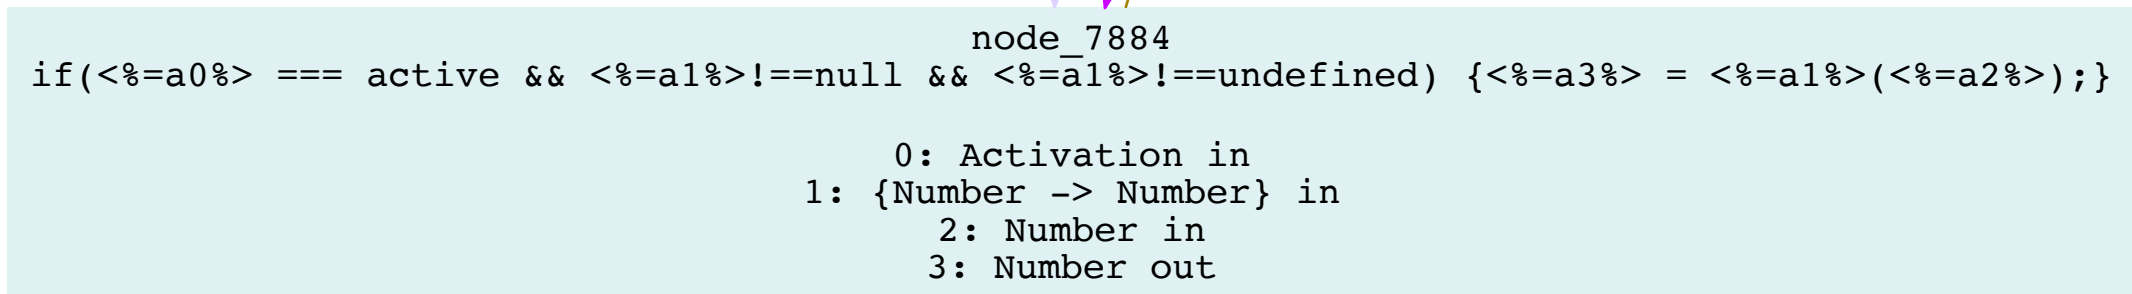 node_7884
if(<%=a0%> === active && <%=a1%>!==null && <%=a1%>!==undefined) {<%=a3%> = <%=a1%>(<%=a2%>);}
0: Activation in
1: {Number -> Number} in
2: Number in
3: Number out